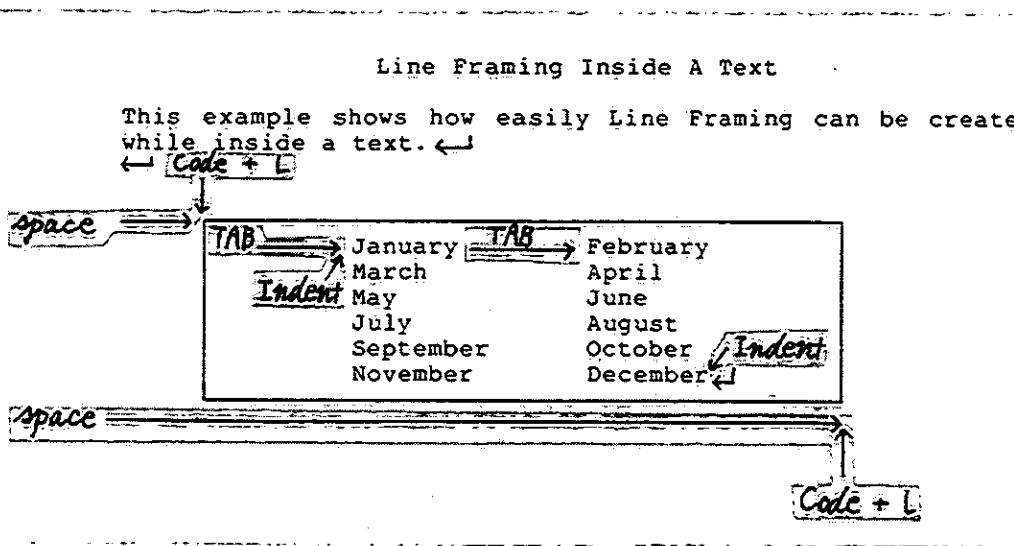 Line Framing Inside A Text
This example shows how easily Line Framing can be create
while inside a text. ↵
↵ Code + L
space
TAB January TAB February
Indent March April
May June
July August
September October Indent
November December ↵
space
Code + L